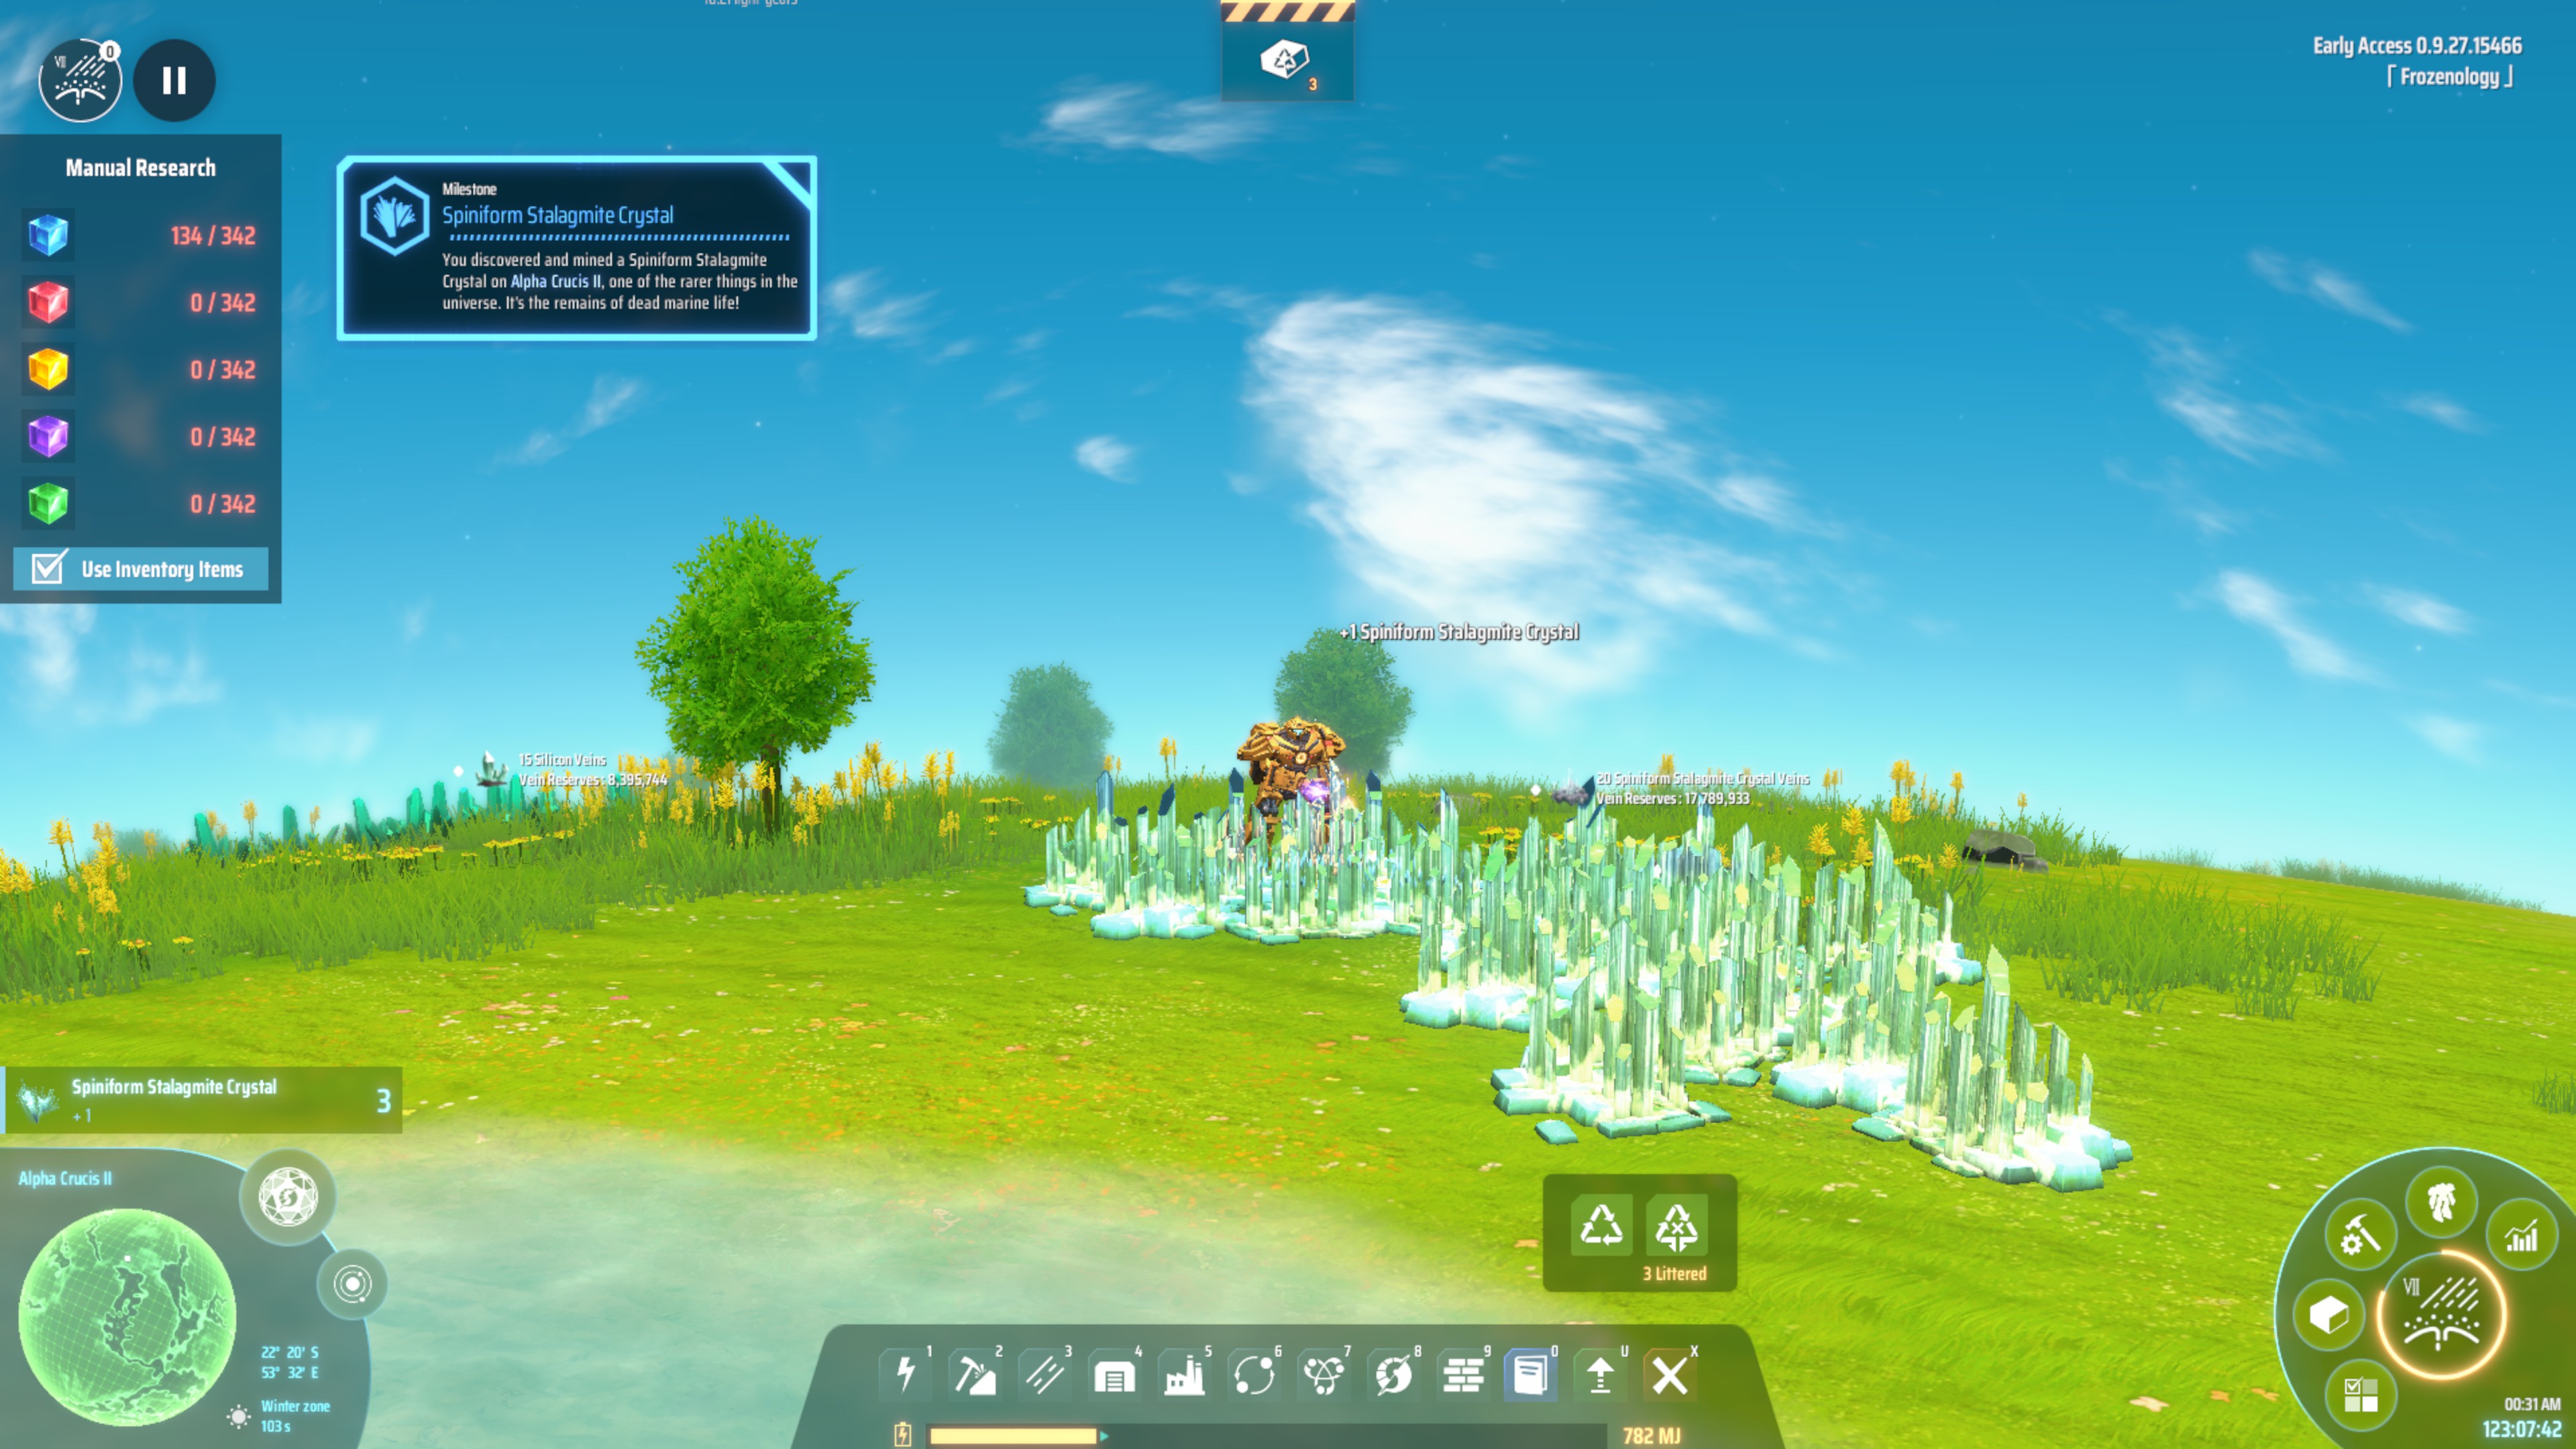 VII
0
3
Early Access 0.9.27.15466
「 Frozenology 」
Manual Research
134 / 342
0 / 342
0 / 342
0 / 342
0 / 342
Use Inventory Items
Milestone
Spiniform Stalagmite Crystal
You discovered and mined a Spiniform Stalagmite
Crystal on Alpha Crucis II, one of the rarer things in the
universe. It's the remains of dead marine life!
+1 Spiniform Stalagmite Crystal
15 Silicon Veins
Vein Reserves : 8,395,744
20 Spiniform Stalagmite Crystal Veins
Vein Reserves : 17,789,933
Spiniform Stalagmite Crystal
+ 1
3
Alpha Crucis II
22° 20' S
53° 32' E
Winter zone
103 s
3 Littered
1 2 3 4 5 6 7 8 9 0 U X
782 MJ
VII
00:31 AM
123:07:42